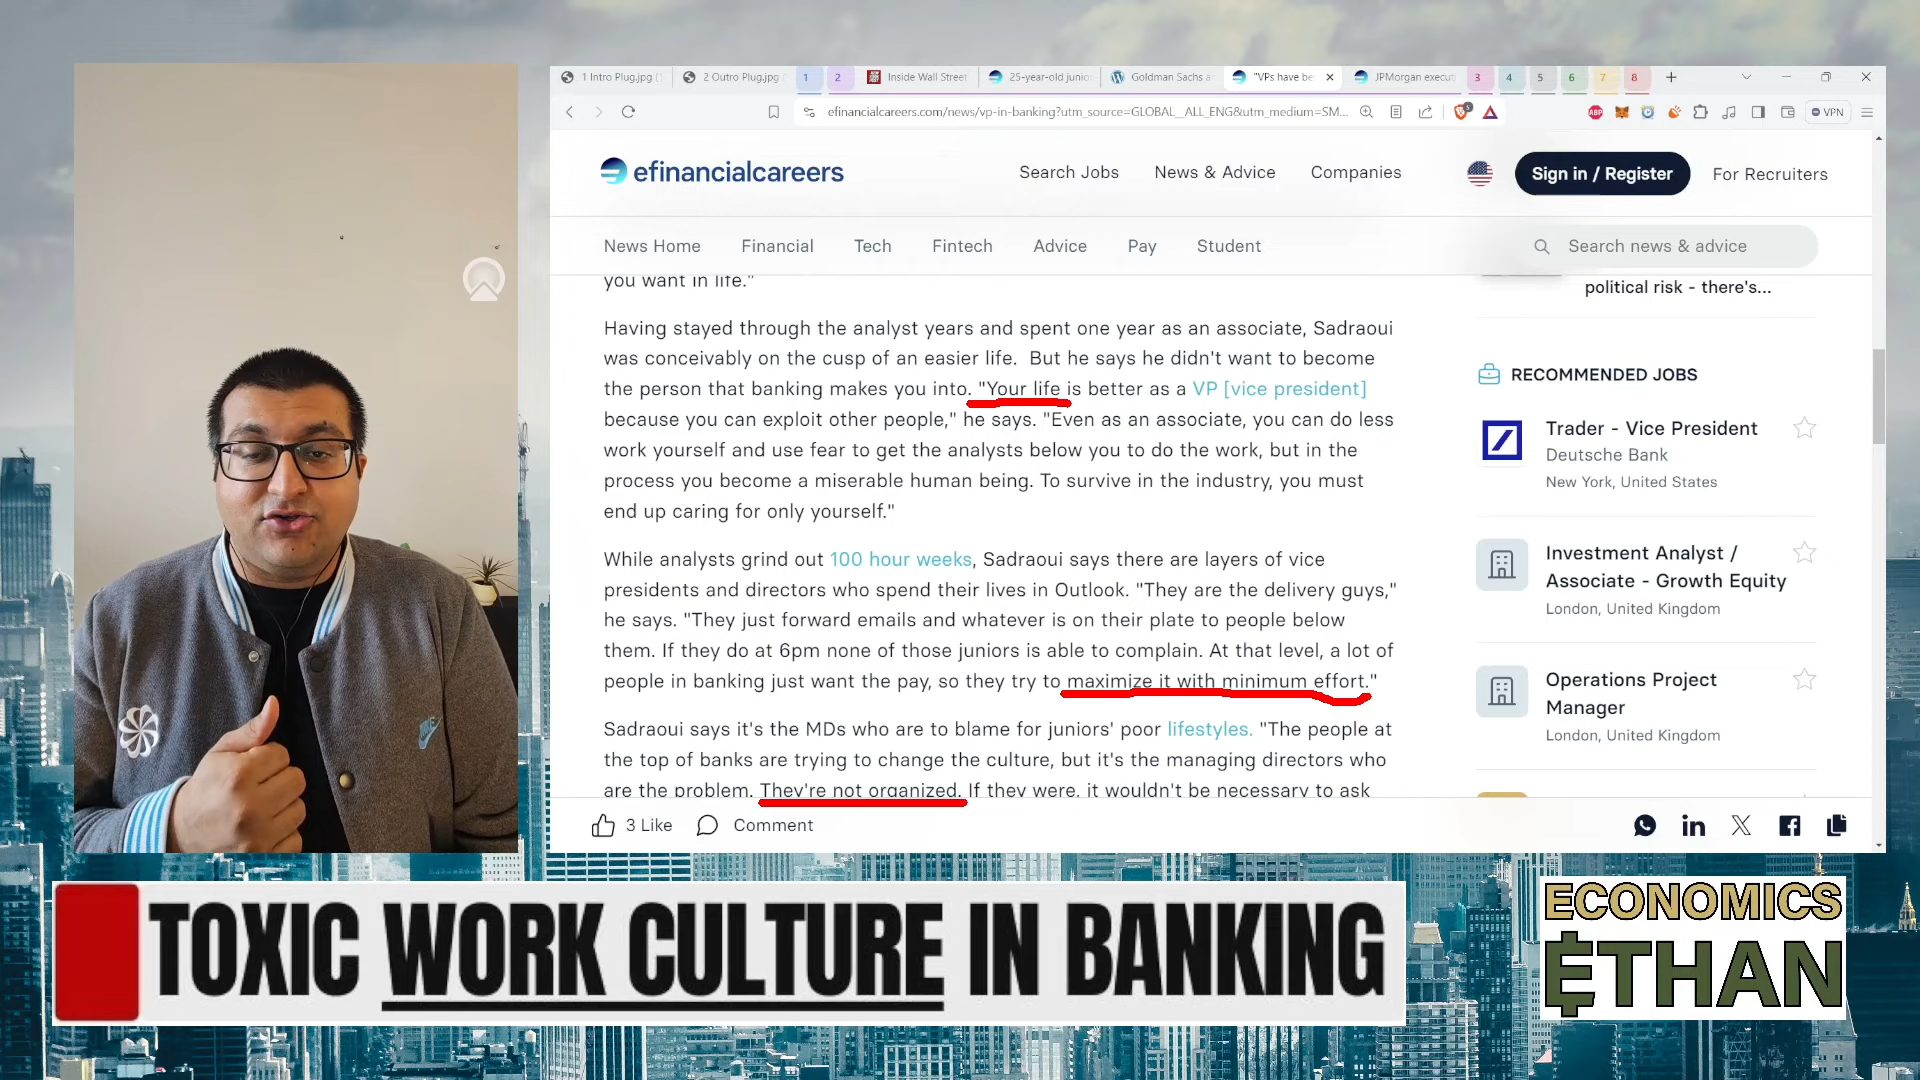 1 Intro Plug.jpg
2 Outro Plug.jpg
1
2
Inside Wall Street
25-year-old junio
Goldman Sachs a
"VPs have be
JPMorgan execut
3
4
5
6
7
8
efinancialcareers.com/news/vp-in-banking?utm_source=GLOBAL_ALL_ENG&utm_medium=SM...
5
ABP
VPN
efinancialcareers
Search Jobs
News & Advice
Companies
Sign in / Register
For Recruiters
News Home
Financial
Tech
Fintech
Advice
Pay
Student
Search news & advice
you want in life."
Having stayed through the analyst years and spent one year as an associate, Sadraoui
was conceivably on the cusp of an easier life. But he says he didn't want to become
the person that banking makes you into. "Your life is better as a VP [vice president]
because you can exploit other people," he says. "Even as an associate, you can do less
work yourself and use fear to get the analysts below you to do the work, but in the
process you become a miserable human being. To survive in the industry, you must
end up caring for only yourself."
While analysts grind out 100 hour weeks, Sadraoui says there are layers of vice
presidents and directors who spend their lives in Outlook. "They are the delivery guys,"
he says. "They just forward emails and whatever is on their plate to people below
them. If they do at 6pm none of those juniors is able to complain. At that level, a lot of
people in banking just want the pay, so they try to maximize it with minimum effort."
Sadraoui says it's the MDs who are to blame for juniors' poor lifestyles. "The people at
the top of banks are trying to change the culture, but it's the managing directors who
are the problem. They're not organized. If they were, it wouldn't be necessary to ask
3 Like
Comment
political risk - there's...
RECOMMENDED JOBS
Trader - Vice President
Deutsche Bank
New York, United States
Investment Analyst /
Associate - Growth Equity
London, United Kingdom
Operations Project
Manager
London, United Kingdom
TOXIC WORK CULTURE IN BANKING
ECONOMICS
ETHAN